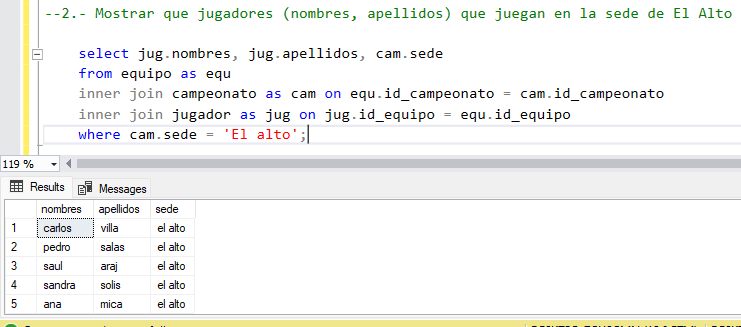 --2.- Mostrar que jugadores (nombres, apellidos) que juegan en la sede de El Alto
select jug.nombres, jug.apellidos, cam.sede
from equipo as equ
inner join campeonato as cam on equ.id_campeonato = cam.id_campeonato
inner join jugador as jug on jug.id_equipo = equ.id_equipo
where cam.sede = 'El alto';
119 %
Results Messages
nombres apellidos sede
1 carlos villa el alto
2 pedro salas el alto
3 saul araj el alto
4 sandra solis el alto
5 ana mica el alto